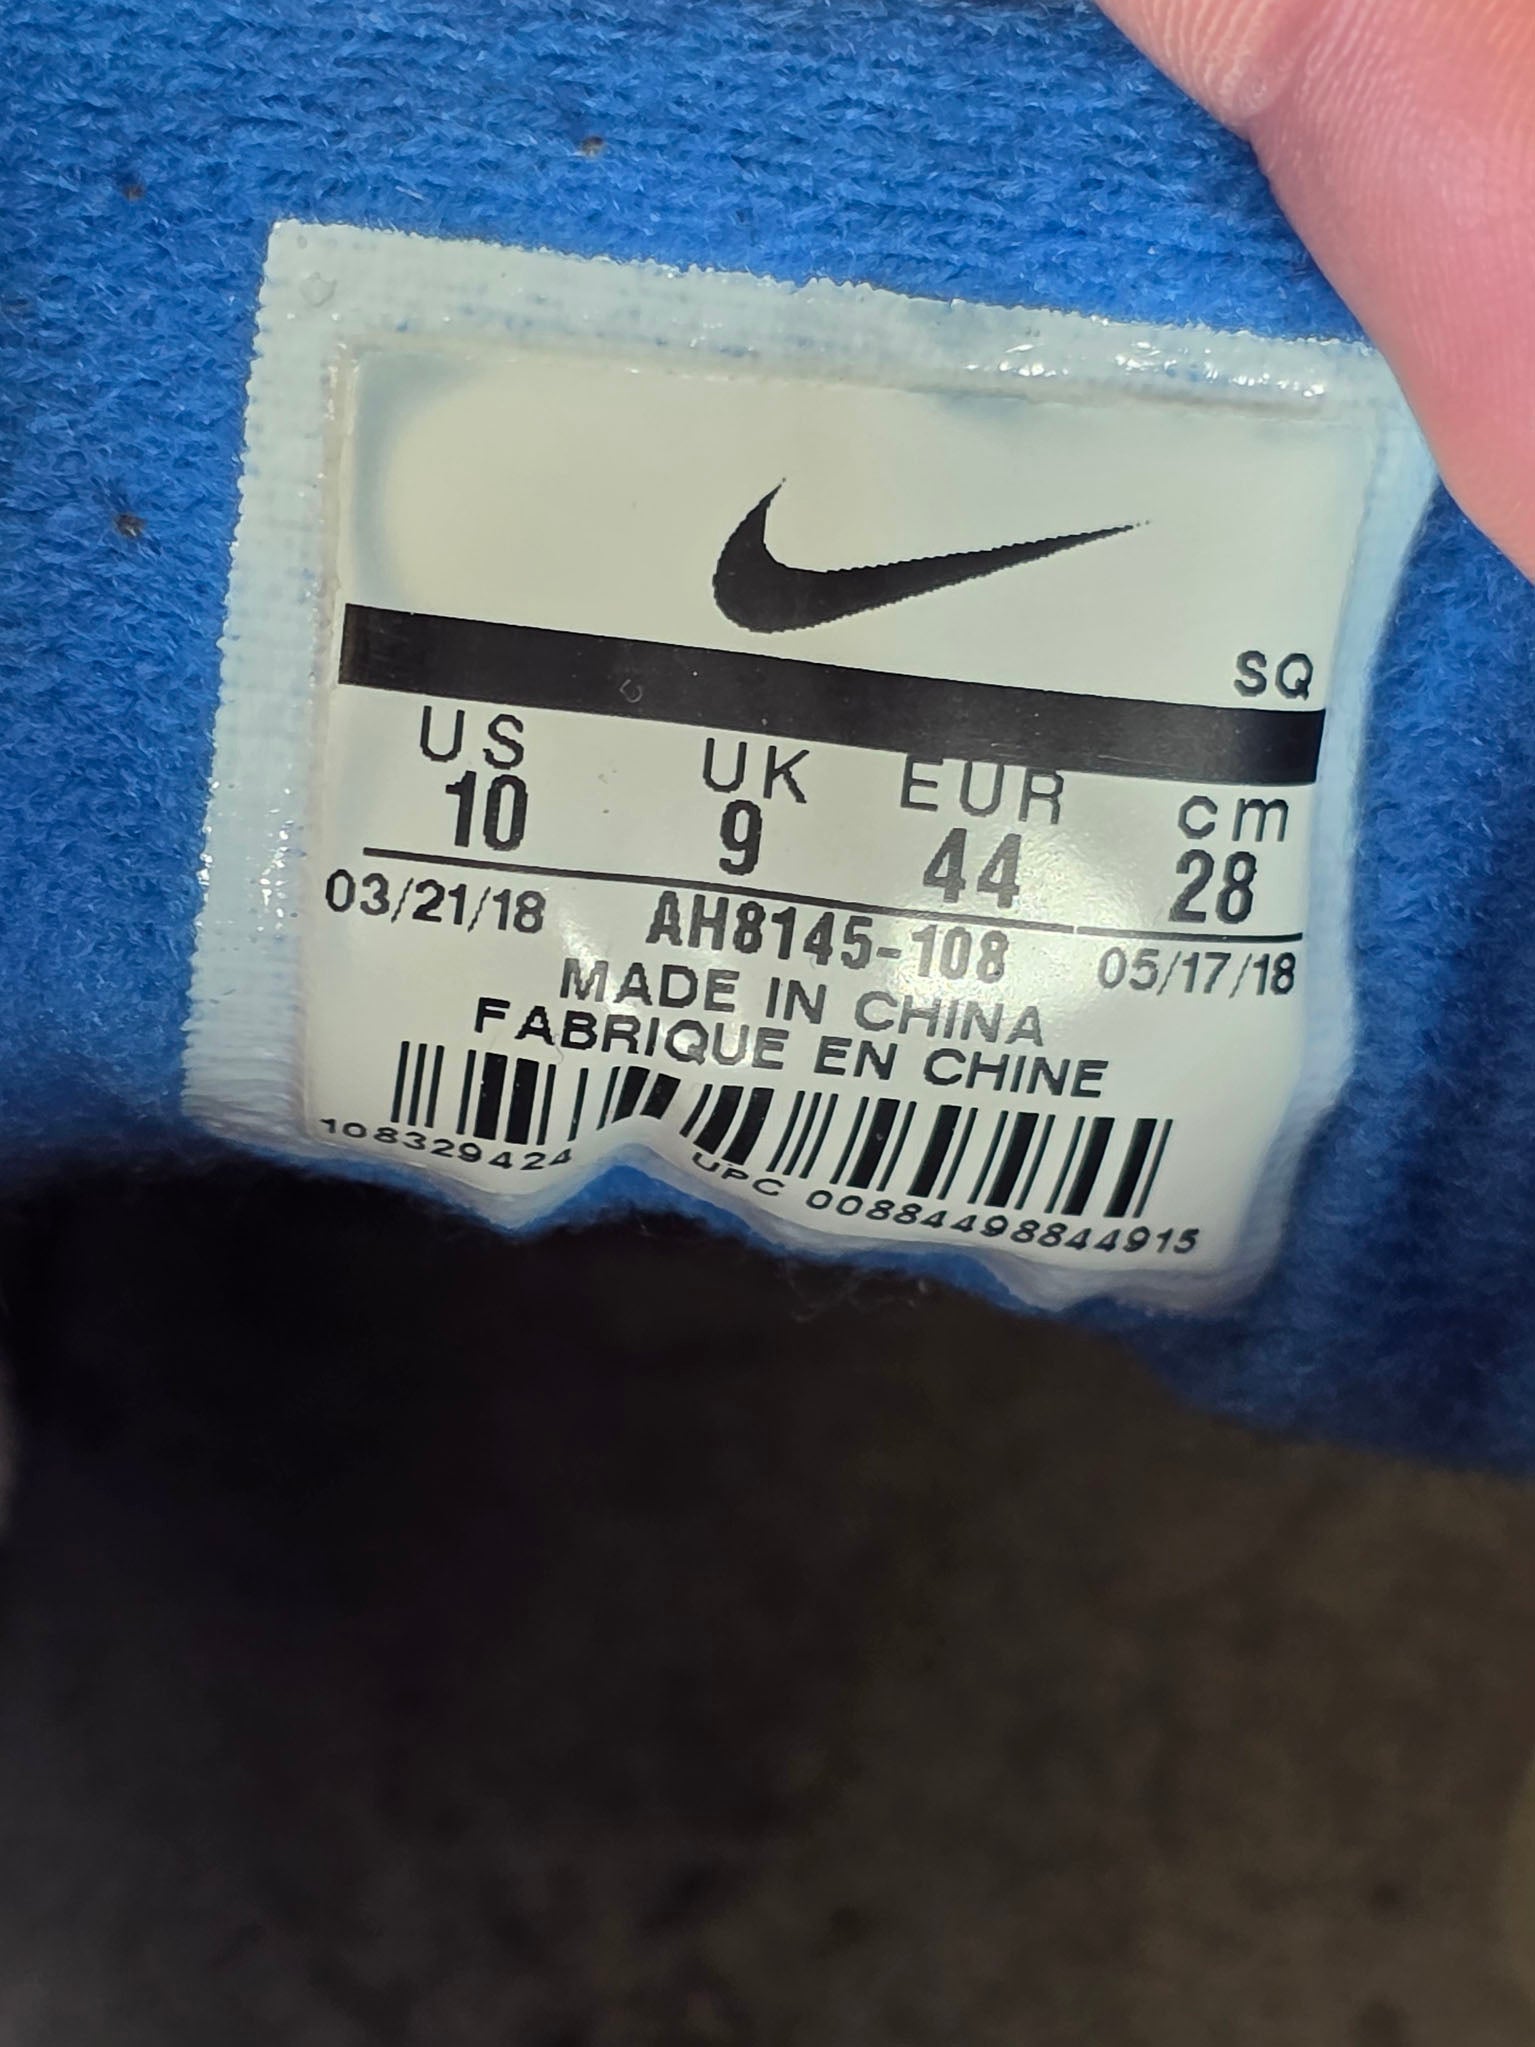 SQ
US UK EUR cm
10 9 44 28
03/21/18 AH8145-108 05/17/18
MADE IN CHINA
FABRIQUE EN CHINE
108329424 UPC 00884498844915